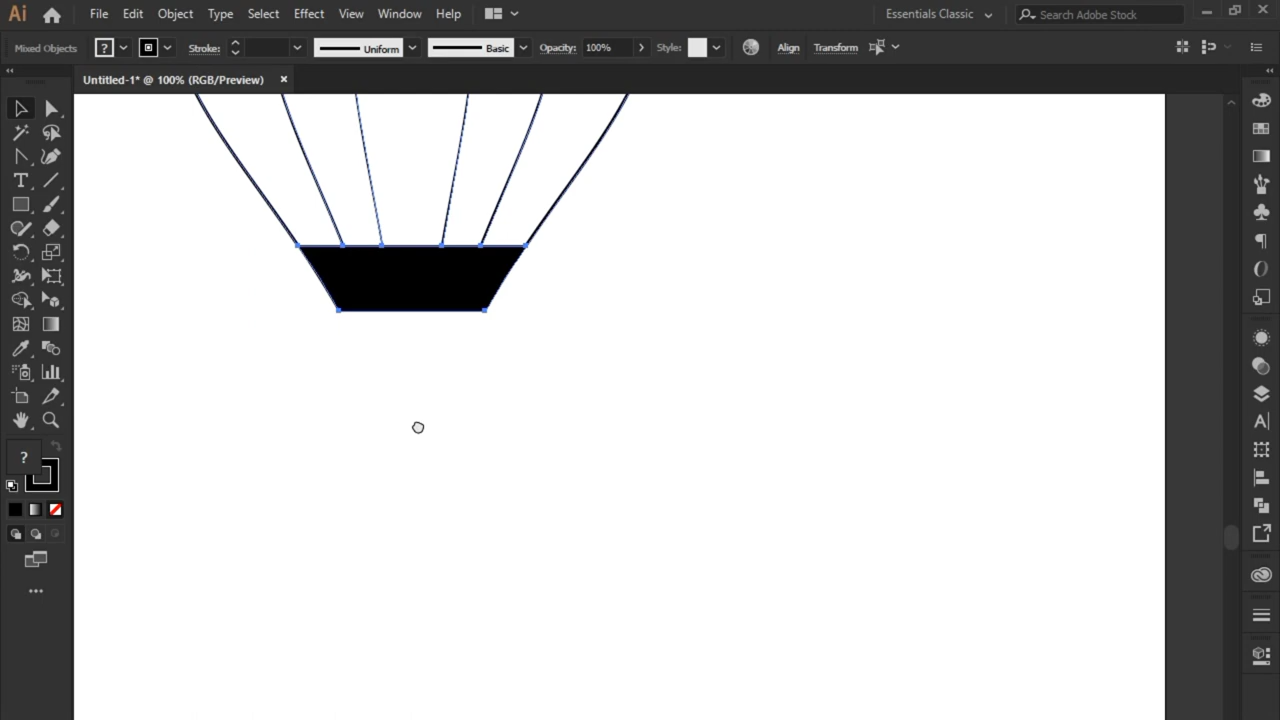 Ai File Edit Object Type Select Effect View Window Help Essentials Classic Search Adobe Stock
Mixed Objects ? Stroke: Uniform Basic Opacity: 100% Style: Align Transform
Untitled-1* @ 100% (RGB/Preview) ×
?